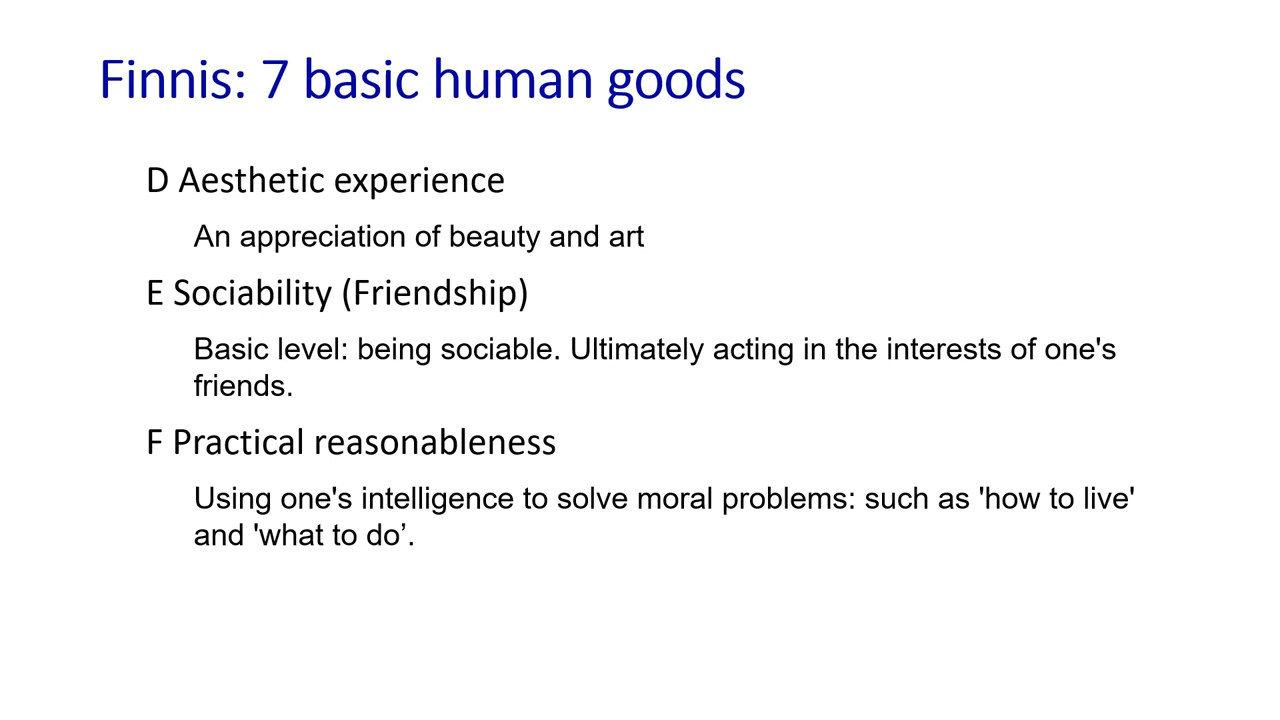 Finnis: 7 basic human goods
D Aesthetic experience
An appreciation of beauty and art
E Sociability (Friendship)
Basic level: being sociable. Ultimately acting in the interests of one's
friends.
F Practical reasonableness
Using one's intelligence to solve moral problems: such as 'how to live'
and 'what to do’.